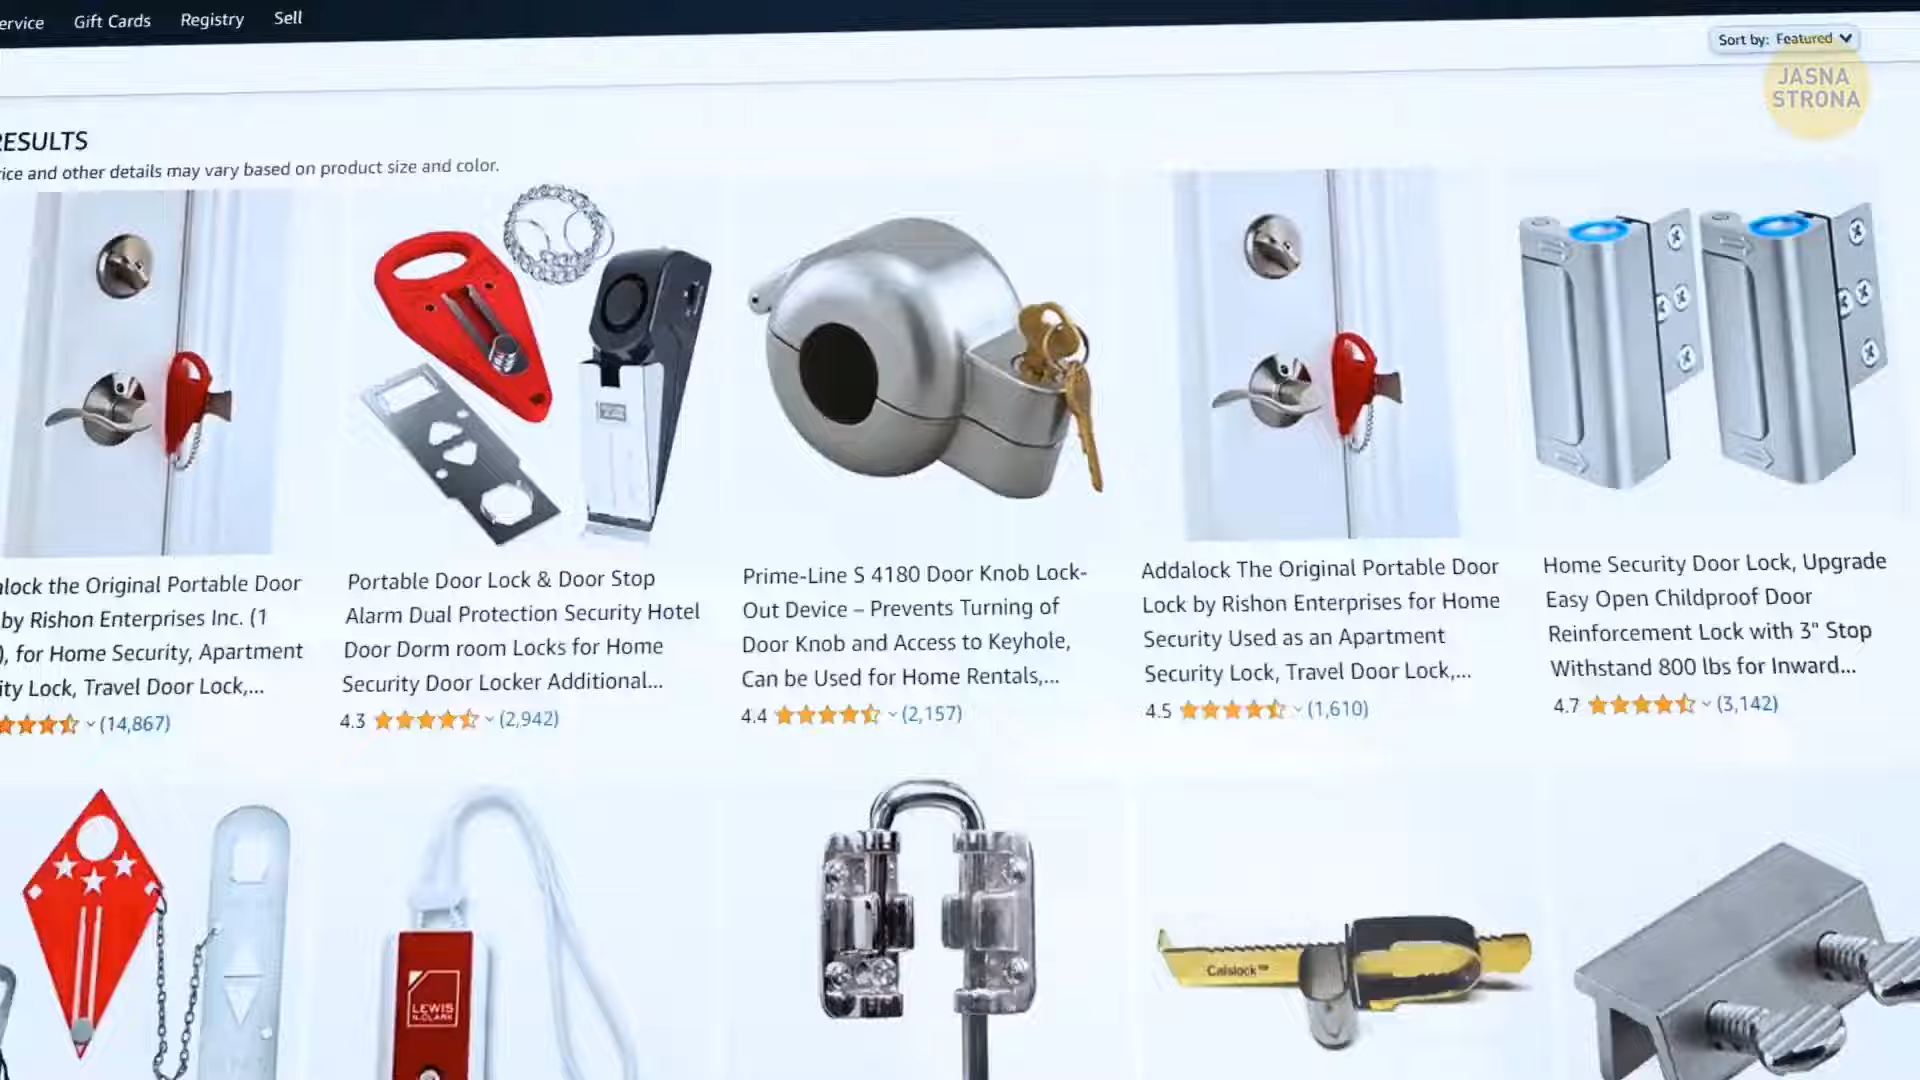 ervice Gift Cards Registry Sell
Sort by: Featured
JASNA
STRONA
RESULTS
rice and other details may vary based on product size and color.
alock the Original Portable Door
by Rishon Enterprises Inc. (1
), for Home Security, Apartment
ity Lock, Travel Door Lock,...
(14,867)
Portable Door Lock & Door Stop
Alarm Dual Protection Security Hotel
Door Dorm room Locks for Home
Security Door Locker Additional...
4.3 (2,942)
Prime-Line S 4180 Door Knob Lock-
Out Device – Prevents Turning of
Door Knob and Access to Keyhole,
Can be Used for Home Rentals,...
4.4 (2,157)
Addalock The Original Portable Door
Lock by Rishon Enterprises for Home
Security Used as an Apartment
Security Lock, Travel Door Lock,...
4.5 (1,610)
Home Security Door Lock, Upgrade
Easy Open Childproof Door
Reinforcement Lock with 3" Stop
Withstand 800 lbs for Inward...
4.7 (3,142)
LEWIS
N.CLARK
Calslock™